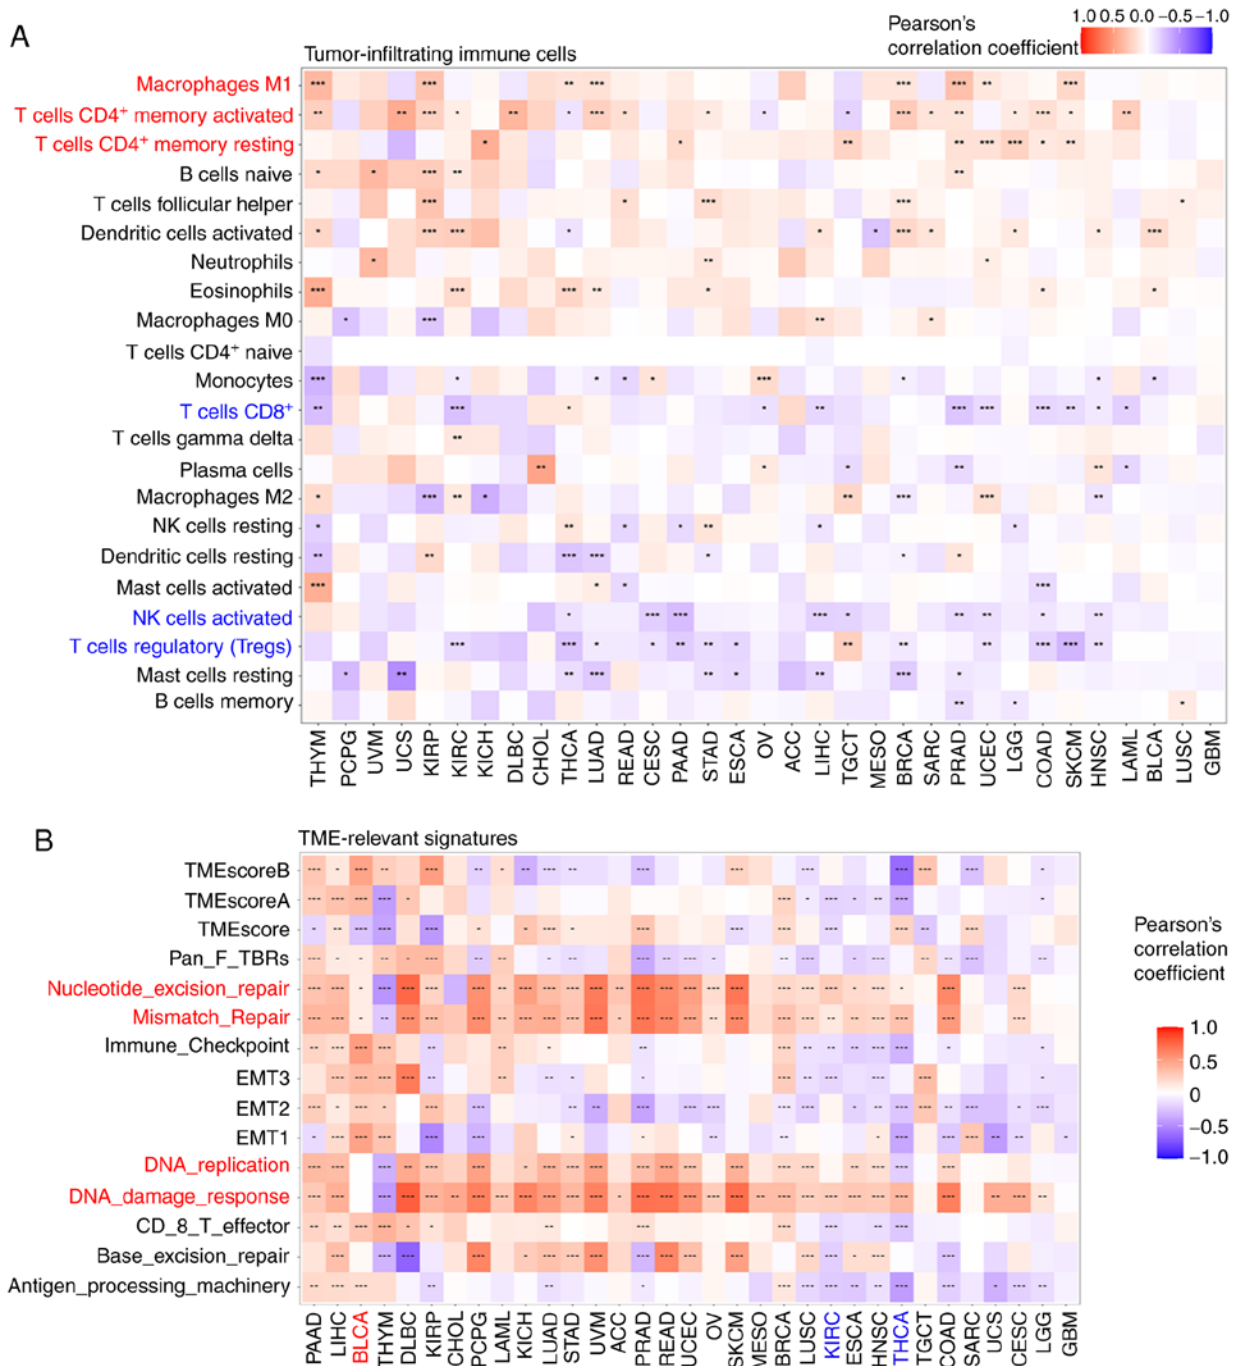 A
Pearson's correlation coefficient
1.0 0.5 0.0 −0.5 −1.0
Tumor-infiltrating immune cells
Macrophages M1
T cells CD4+ memory activated
T cells CD4+ memory resting
B cells naive
T cells follicular helper
Dendritic cells activated
Neutrophils
Eosinophils
Macrophages M0
T cells CD4+ naive
Monocytes
T cells CD8+
T cells gamma delta
Plasma cells
Macrophages M2
NK cells resting
Dendritic cells resting
Mast cells activated
NK cells activated
T cells regulatory (Tregs)
Mast cells resting
B cells memory
THYM PCPG UVM UCS KIRP KIRC KICH DLBC CHOL THCA LUAD READ CESC PAAD STAD ESCA OV ACC LIHC TGCT MESO BRCA SARC PRAD UCEC LGG COAD SKCM HNSC LAML BLCA LUSC GBM
B
TME-relevant signatures
TMEscoreB
TMEscoreA
TMEscore
Pan_F_TBRs
Nucleotide_excision_repair
Mismatch_Repair
Immune_Checkpoint
EMT3
EMT2
EMT1
DNA_replication
DNA_damage_response
CD_8_T_effector
Base_excision_repair
Antigen_processing_machinery
PAAD LIHC BLCA THYM DLBC KIRP CHOL PCPG LAML KICH LUAD STAD UVM ACC PRAD READ UCEC OV SKCM MESO BRCA LUSC KIRC ESCA HNSC THCA TGCT COAD SARC UCS CESC LGG GBM
Pearson's
correlation
coefficient
1.0
0.5
0
−0.5
−1.0